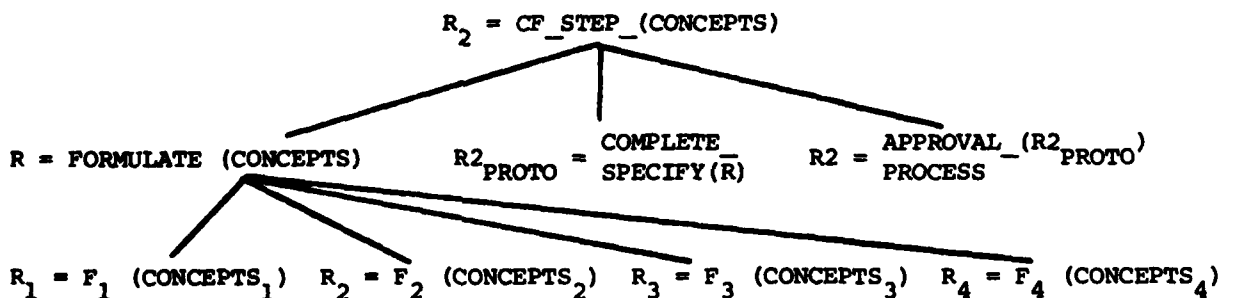 R₂ = CF_STEP_(CONCEPTS)
R = FORMULATE (CONCEPTS) R2PROTO = COMPLETE_ SPECIFY(R) R2 = APPROVAL_(R2PROTO) PROCESS
R₁ = F₁ (CONCEPTS₁) R₂ = F₂ (CONCEPTS₂) R₃ = F₃ (CONCEPTS₃) R₄ = F₄ (CONCEPTS₄)